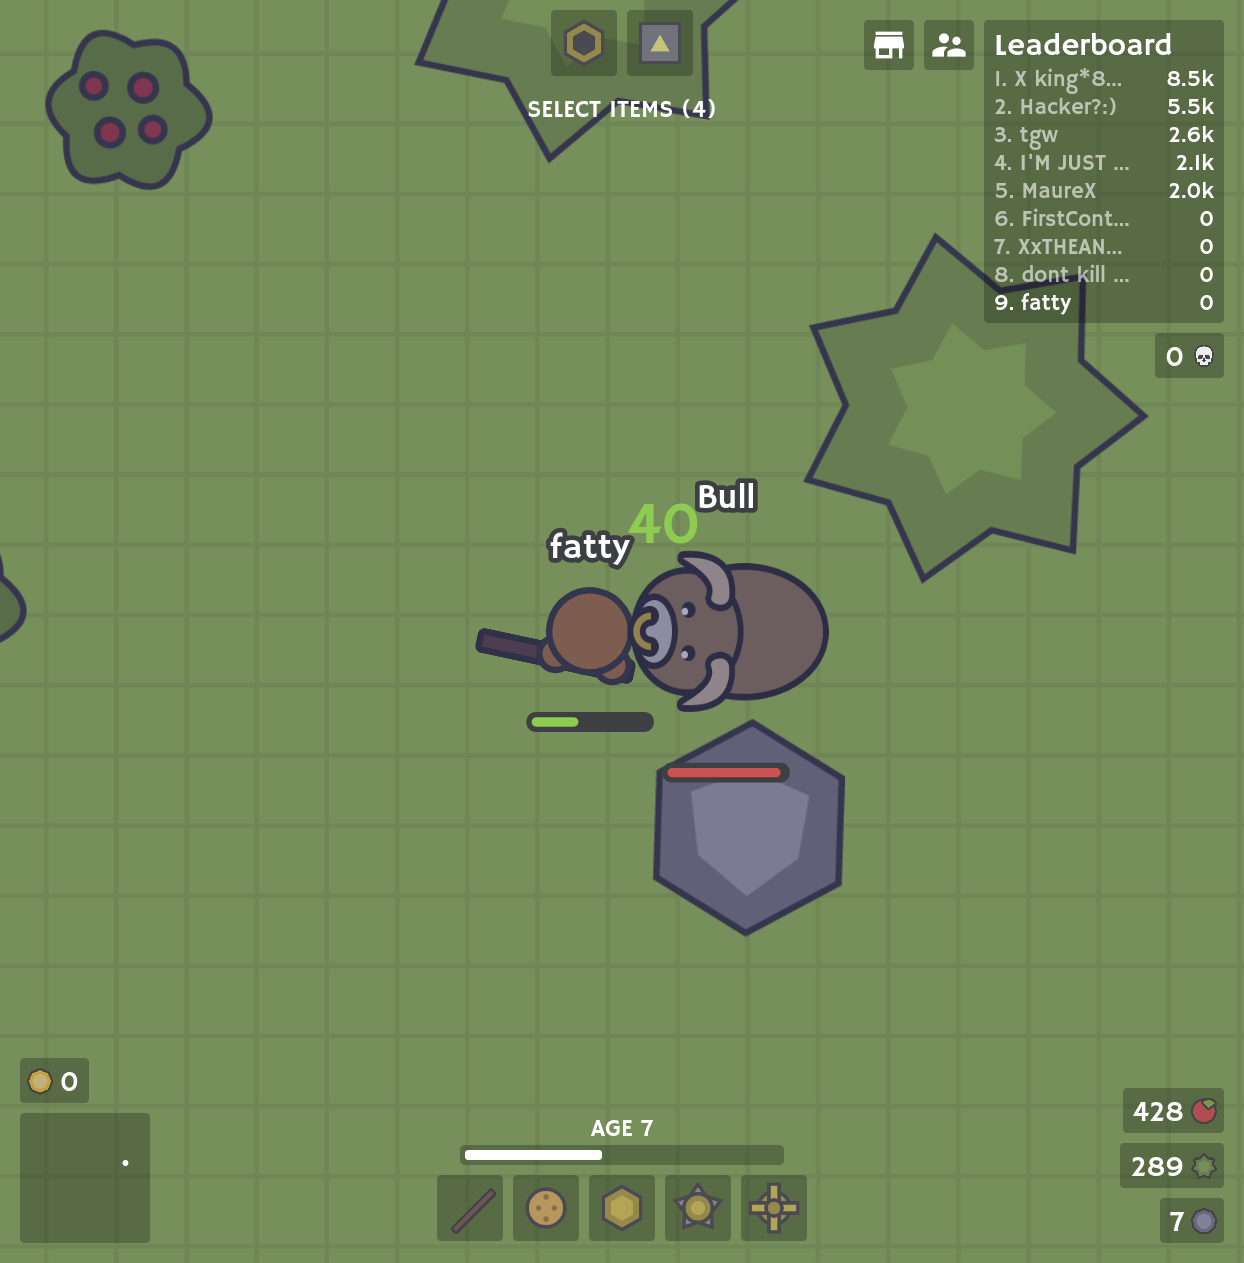 SELECT ITEMS (4)
Leaderboard
1. X king*8... 8.5k
2. Hacker?:) 5.5k
3. tgw 2.6k
4. I'M JUST ... 2.1k
5. MaureX 2.0k
6. FirstCont... 0
7. XxTHEAN... 0
8. dont kill ... 0
9. fatty 0
0
Bull
40
fatty
0
AGE 7
428
289
7